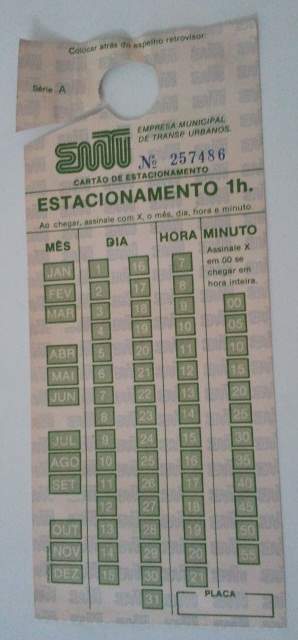 Colocar atrás do espelho retrovisor.
Série A
EMTU EMPRESA MUNICIPAL
DE TRANSP. URBANOS.
Nº 257486
CARTÃO DE ESTACIONAMENTO
ESTACIONAMENTO 1h.
Ao chegar, assinale com X, o mês, dia, hora e minuto
MÊS DIA HORA MINUTO
Assinale X
em 00 se
chegar em
hora inteira.
JAN 1 16 7
FEV 2 17 8 00
MAR 3 18 9 05
4 19 10 10
ABR 5 20 11 15
MAI 6 21 12 20
JUN 7 22 13 25
8 23 14 30
JUL 9 24 15 35
AGO 10 25 16 40
SET 11 26 17 45
12 27 18 50
OUT 13 28 19 55
NOV 14 29 20
DEZ 15 30 21
31
PLACA